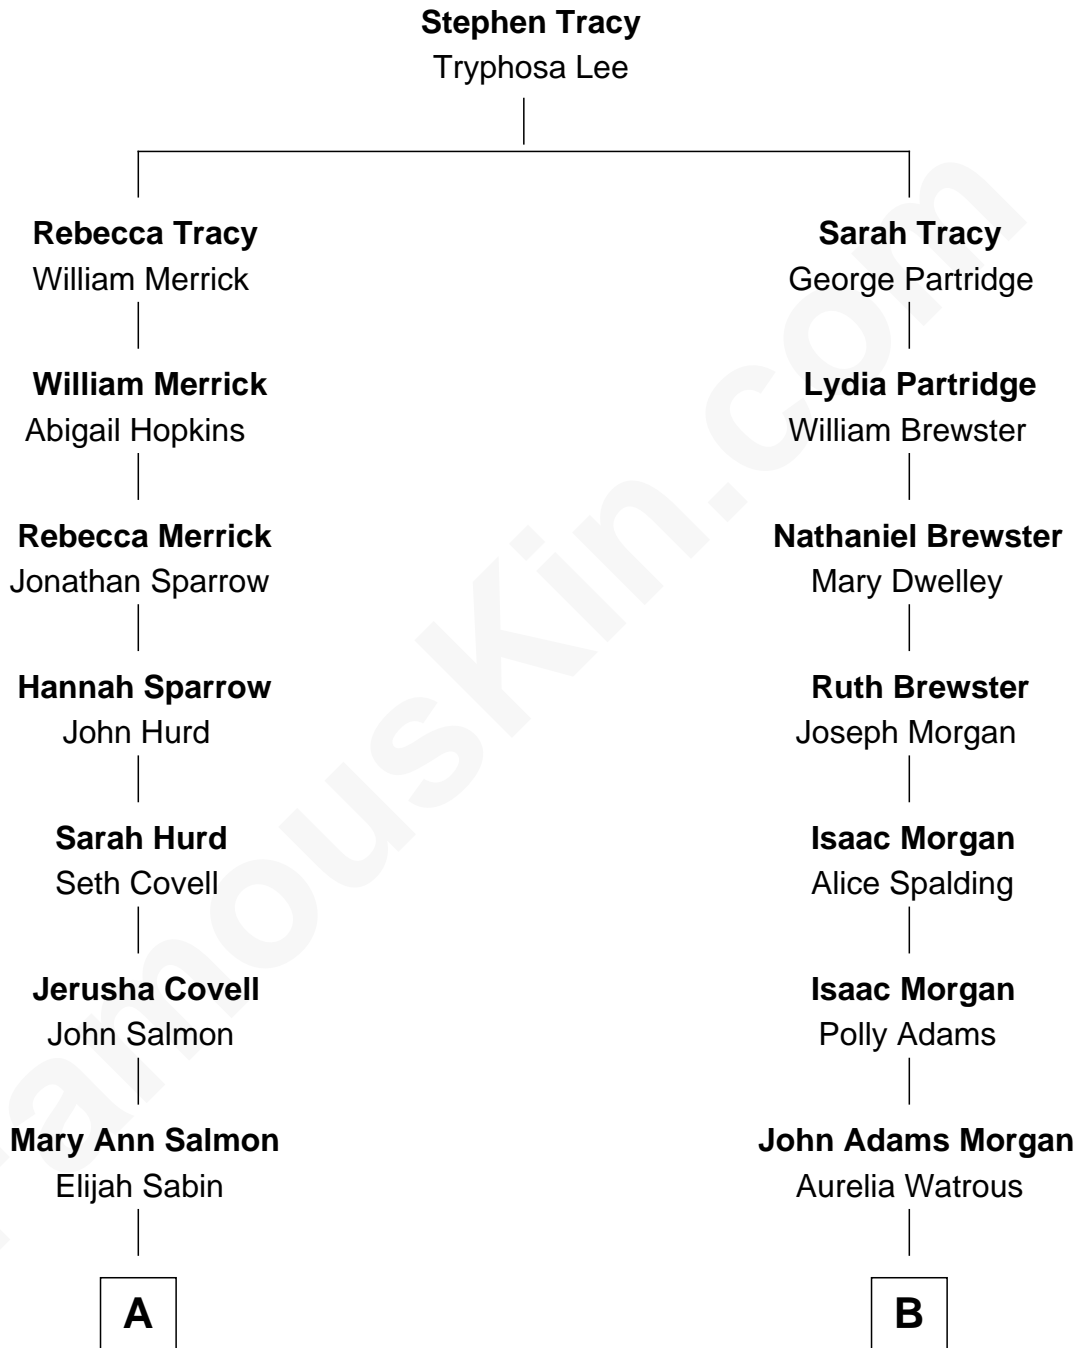 Stephen Tracy
Tryphosa Lee
Rebecca Tracy
William Merrick
Sarah Tracy
George Partridge
William Merrick
Abigail Hopkins
Lydia Partridge
William Brewster
Rebecca Merrick
Jonathan Sparrow
Nathaniel Brewster
Mary Dwelley
Hannah Sparrow
John Hurd
Ruth Brewster
Joseph Morgan
Sarah Hurd
Seth Covell
Isaac Morgan
Alice Spalding
Jerusha Covell
John Salmon
Isaac Morgan
Polly Adams
Mary Ann Salmon
Elijah Sabin
John Adams Morgan
Aurelia Watrous
A
B
FamousKin.com